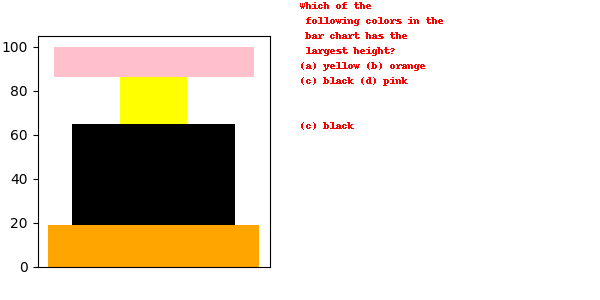 100
80
60
40
20
0
Which of the
following colors in the
bar chart has the
largest height?
(a) yellow (b) orange
(c) black (d) pink
(c) black